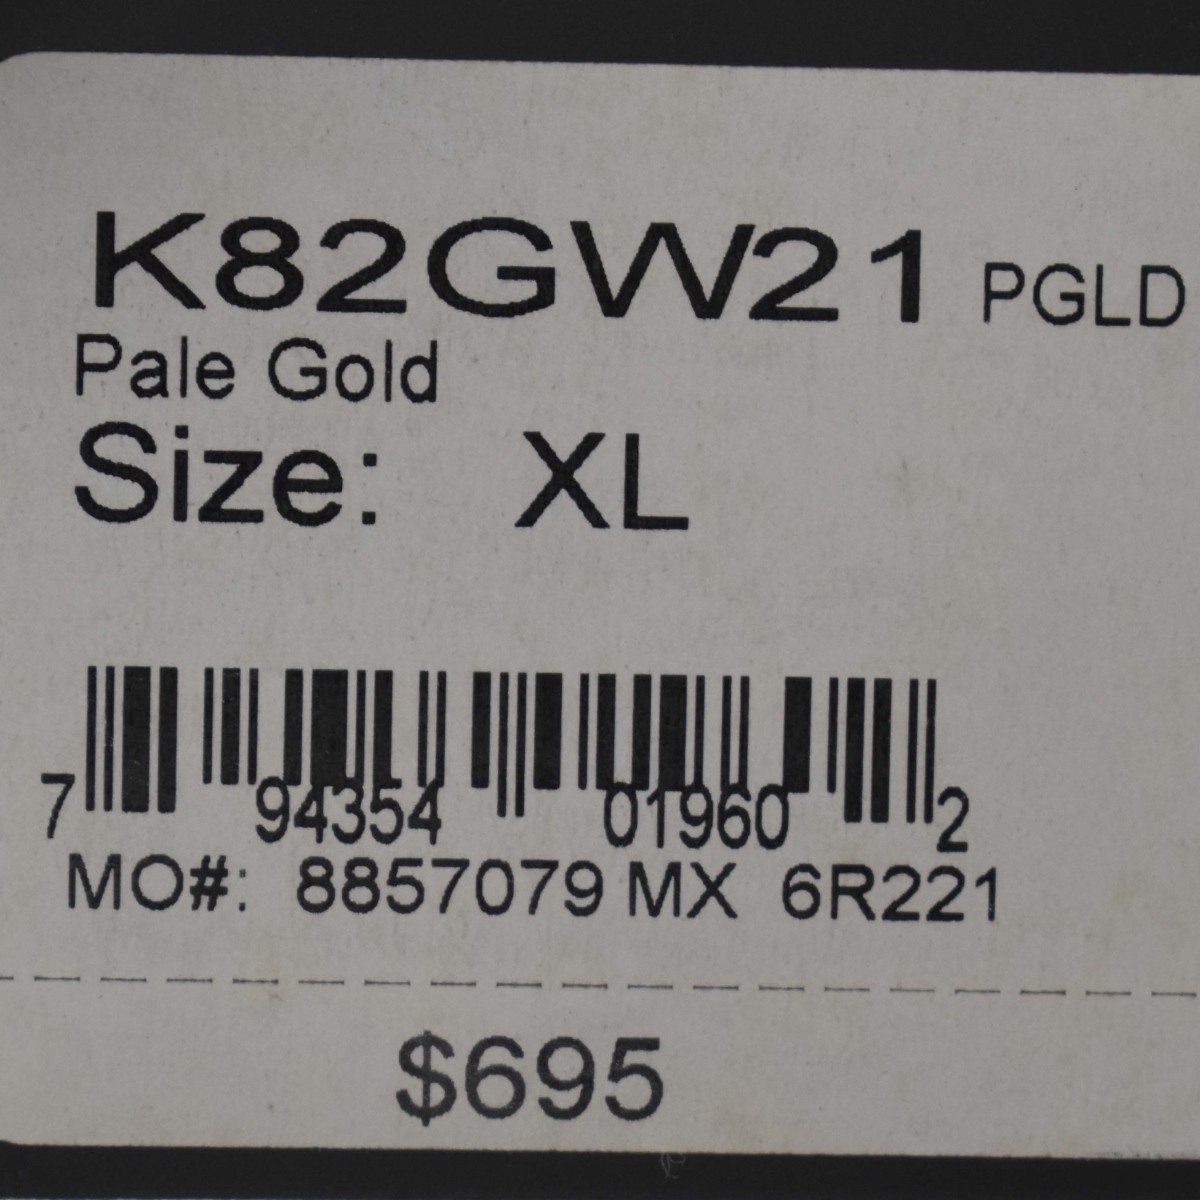 K82GW21 PGLD
Pale Gold
Size: XL
7 94354 01960 2
MO#: 8857079 MX 6R221
$695